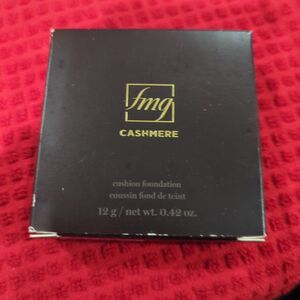 fmg
CASHMERE
cushion foundation
coussin fond de teint
12 g / net wt. 0.42 oz.